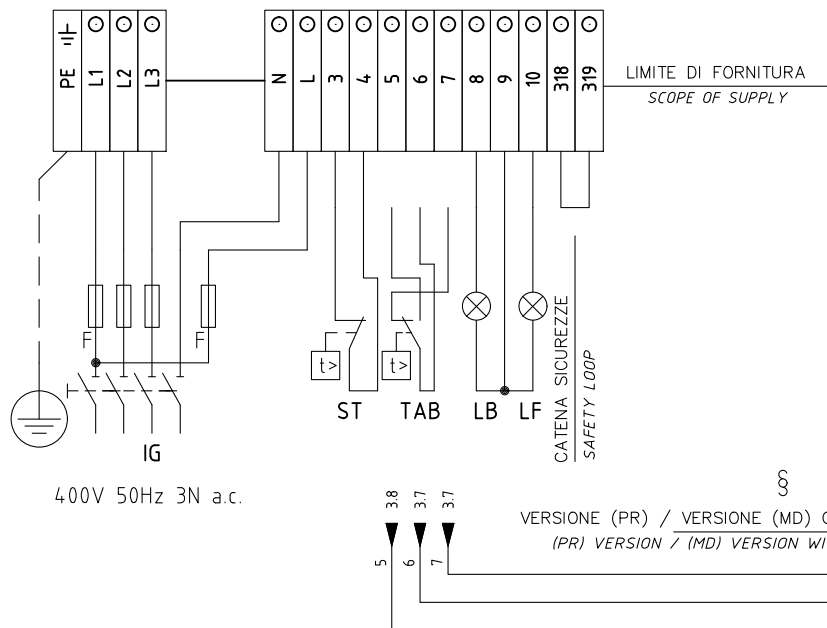 PE L1 L2 L3 N L 3 4 5 6 7 8 9 10 318 319
LIMITE DI FORNITURA
SCOPE OF SUPPLY
F F
t> t>
ST TAB LB LF
CATENA SICUREZZE
SAFETY LOOP
IG
400V 50Hz 3N a.c.
3.8 3.7 3.7
5 6 7
§
VERSIONE (PR) / VERSIONE (MD)
(PR) VERSION / (MD) VERSION